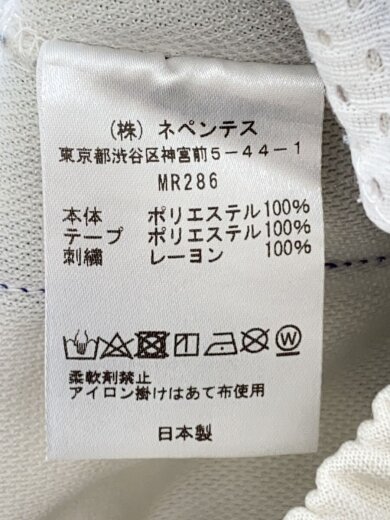 (株) ネペンテス
東京都渋谷区神宮前5-44-1
MR286
本体 ポリエステル100%
テープ ポリエステル100%
刺繍 レーヨン 100%
柔軟剤禁止
アイロン掛けはあて布使用
日本製